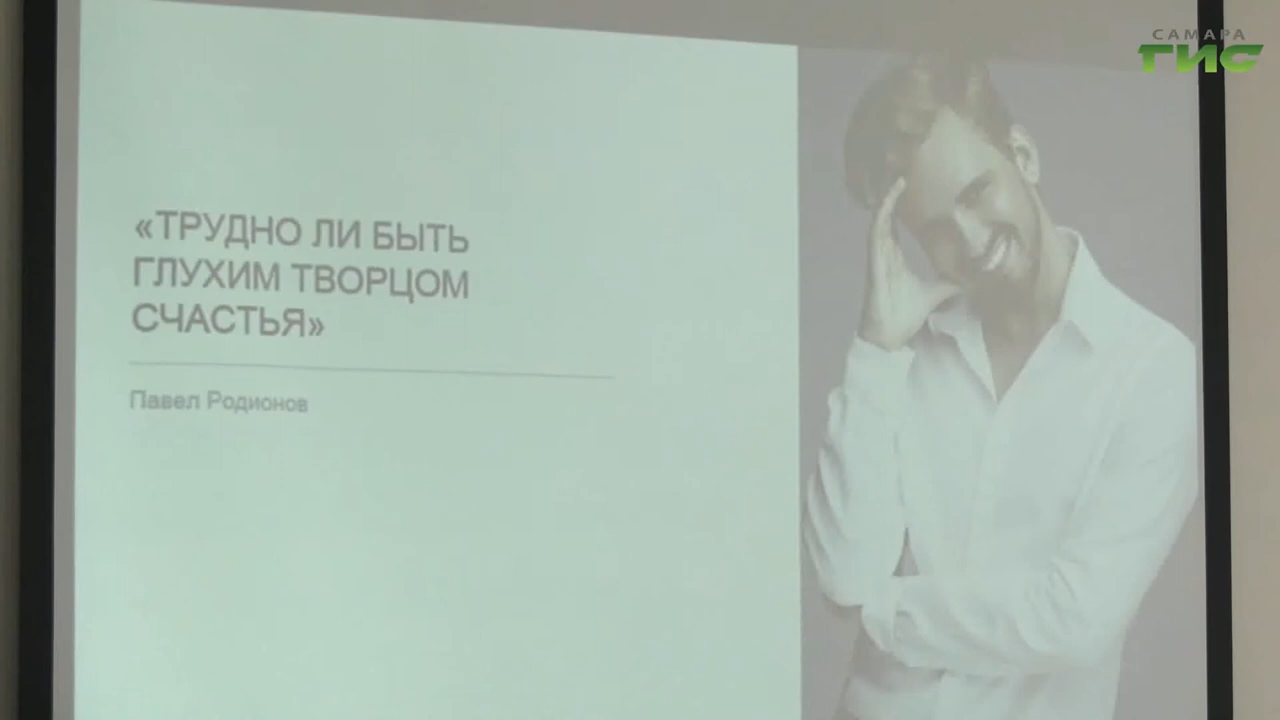 САМАРА
ГИС
«ТРУДНО ЛИ БЫТЬ
ГЛУХИМ ТВОРЦОМ
СЧАСТЬЯ»
Павел Родионов